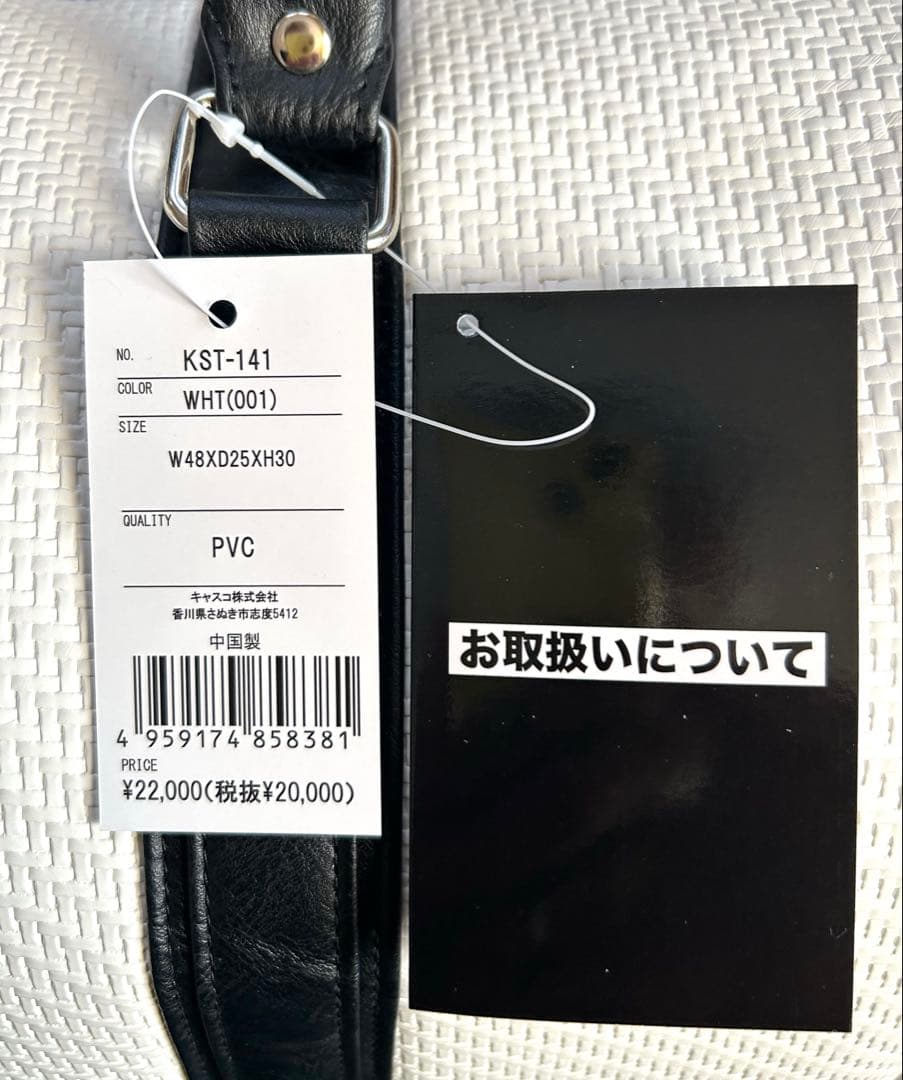 NO. KST-141
COLOR WHT(001)
SIZE
W48XD25XH30
QUALITY
PVC
キャスコ株式会社
香川県さぬき市志度5412
中国製
4 959174 858381
PRICE
¥22,000(税抜¥20,000)
お取扱いについて